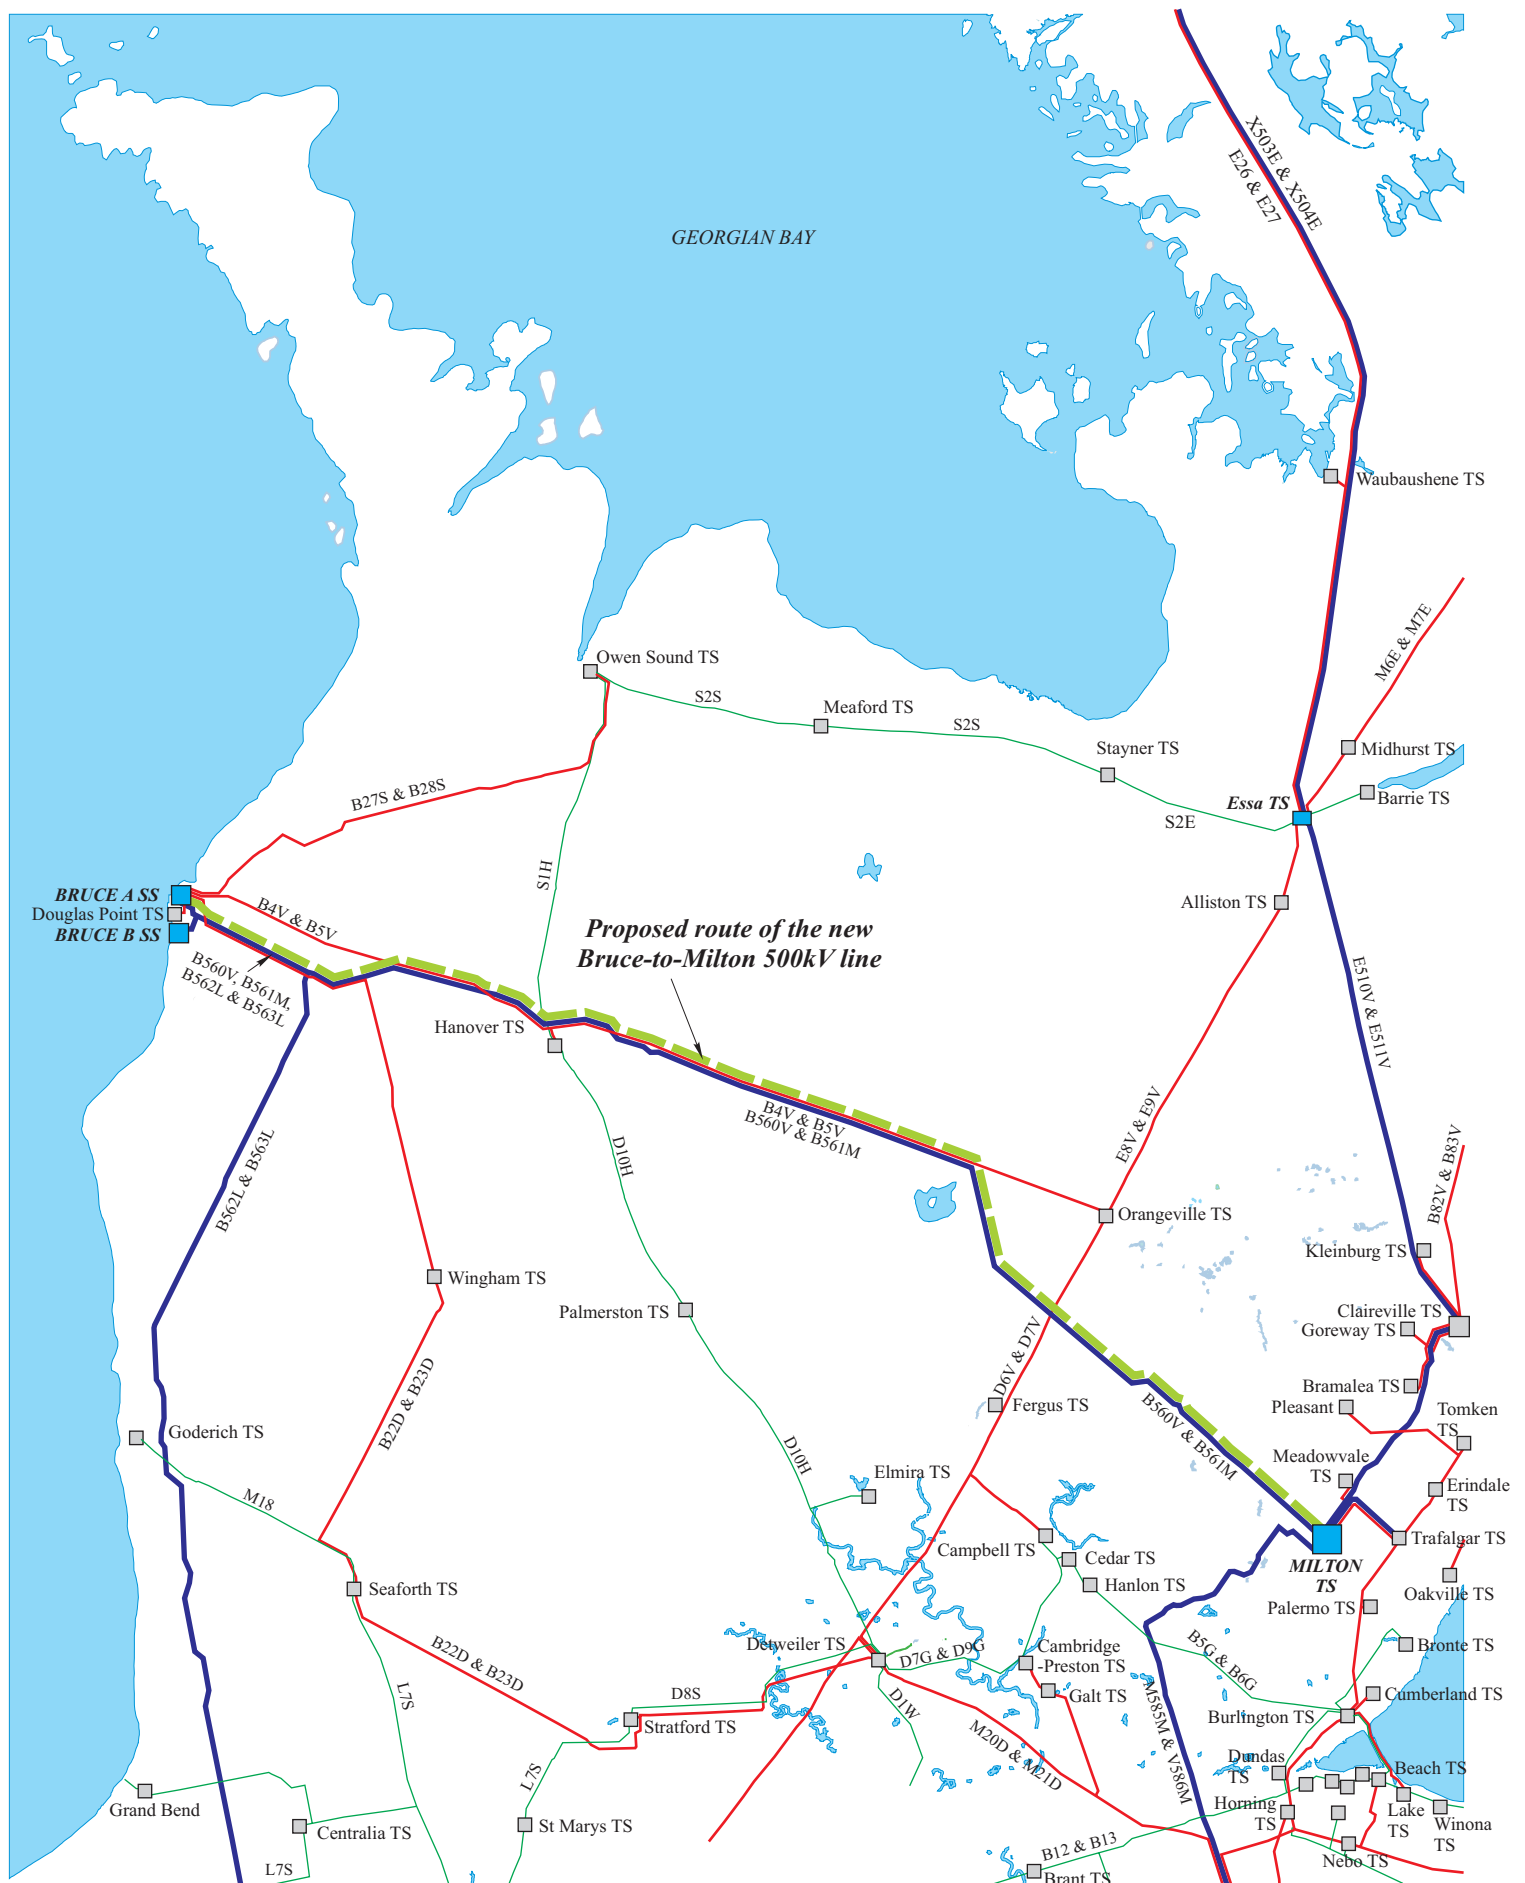 X503E & X504E
E26 & E27
GEORGIAN BAY
Waubaushene TS
M6E & M7E
Owen Sound TS
S2S
Meaford TS
S2S
Stayner TS
Midhurst TS
Essa TS
Barrie TS
S2E
B27S & B28S
S1H
BRUCE A SS
Douglas Point TS
BRUCE B SS
B4V & B5V
Alliston TS
Proposed route of the new
Bruce-to-Milton 500kV line
B560V, B561M,
B562L & B563L
E510V & E511V
Hanover TS
B4V & B5V
B560V & B561M
E8V & E9V
D10H
B562L & B563L
B82V & B83V
Orangeville TS
Kleinburg TS
Wingham TS
Palmerston TS
Claireville TS
Goreway TS
D6V & D7V
B22D & B23D
Bramalea TS
Pleasant
Fergus TS
B560V & B561M
Tomken
TS
Goderich TS
D10H
Meadowvale
TS
Elmira TS
Erindale
TS
M18
Campbell TS
Cedar TS
Trafalgar TS
MILTON
TS
Hanlon TS
Oakville TS
Seaforth TS
Palermo TS
Detweiler TS
D7G & D9G
Cambridge
-Preston TS
B5G & B6G
Bronte TS
B22D & B23D
L7S
D8S
D1W
Galt TS
M585M & V586M
Cumberland TS
Stratford TS
Burlington TS
M20D & M21D
Dundas
TS
Beach TS
L7S
Grand Bend
Horning
TS
Lake
TS
Winona
TS
Centralia TS
St Marys TS
B12 & B13
Nebo TS
L7S
Brant TS